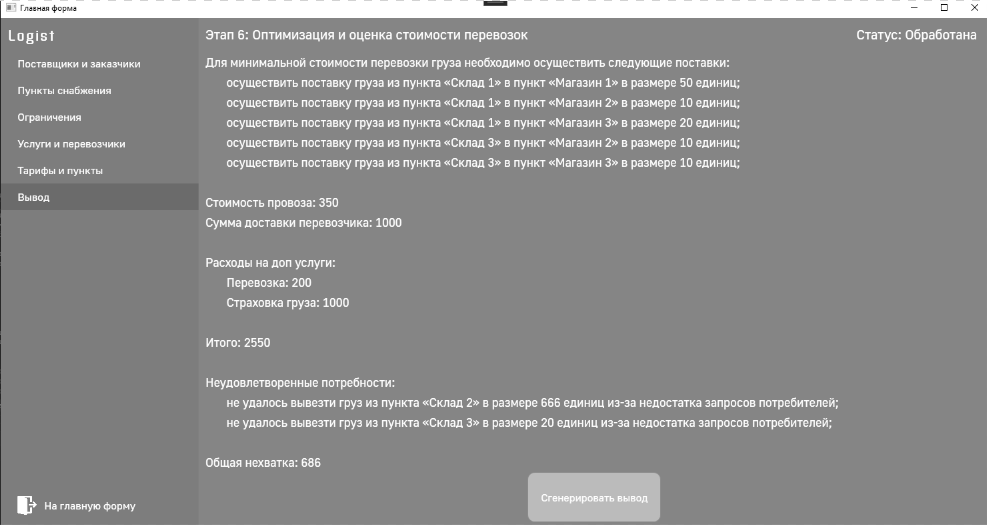 Главная форма
Logist
Поставщики и заказчики
Пункты снабжения
Ограничения
Услуги и перевозчики
Тарифы и пункты
Вывод
На главную форму
Этап 6: Оптимизация и оценка стоимости перевозок
Статус: Обработана
Для минимальной стоимости перевозки груза необходимо осуществить следующие поставки:
осуществить поставку груза из пункта «Склад 1» в пункт «Магазин 1» в размере 50 единиц;
осуществить поставку груза из пункта «Склад 1» в пункт «Магазин 2» в размере 10 единиц;
осуществить поставку груза из пункта «Склад 1» в пункт «Магазин 3» в размере 20 единиц;
осуществить поставку груза из пункта «Склад 3» в пункт «Магазин 2» в размере 10 единиц;
осуществить поставку груза из пункта «Склад 3» в пункт «Магазин 3» в размере 10 единиц;
Стоимость провоза: 350
Сумма доставки перевозчика: 1000
Расходы на доп услуги:
Перевозка: 200
Страховка груза: 1000
Итого: 2550
Неудовлетворенные потребности:
не удалось вывезти груз из пункта «Склад 2» в размере 666 единиц из-за недостатка запросов потребителей;
не удалось вывезти груз из пункта «Склад 3» в размере 20 единиц из-за недостатка запросов потребителей;
Общая нехватка: 686
Сгенерировать вывод